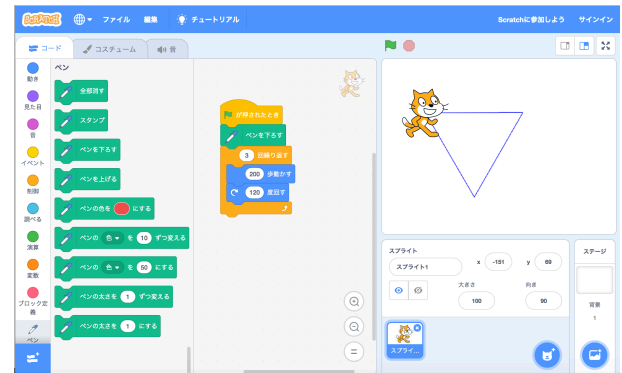 SCRATCH
ファイル 編集 チュートリアル Scratchに参加しよう サインイン
コード コスチューム 音
動き
見た目
音
イベント
制御
調べる
演算
変数
ブロック定義
ペン
ペン
全部消す
スタンプ
ペンを下ろす
ペンを上げる
ペンの色を にする
ペンの 色 を 10 ずつ変える
ペンの 色 を 50 にする
ペンの太さを 1 ずつ変える
ペンの太さを 1 にする
が押されたとき
ペンを下ろす
3 回繰り返す
200 歩動かす
120 度回す
スプライト
スプライト1 x -151 y 69
大きさ 向き
100 90
スプライ...
ステージ
背景
1